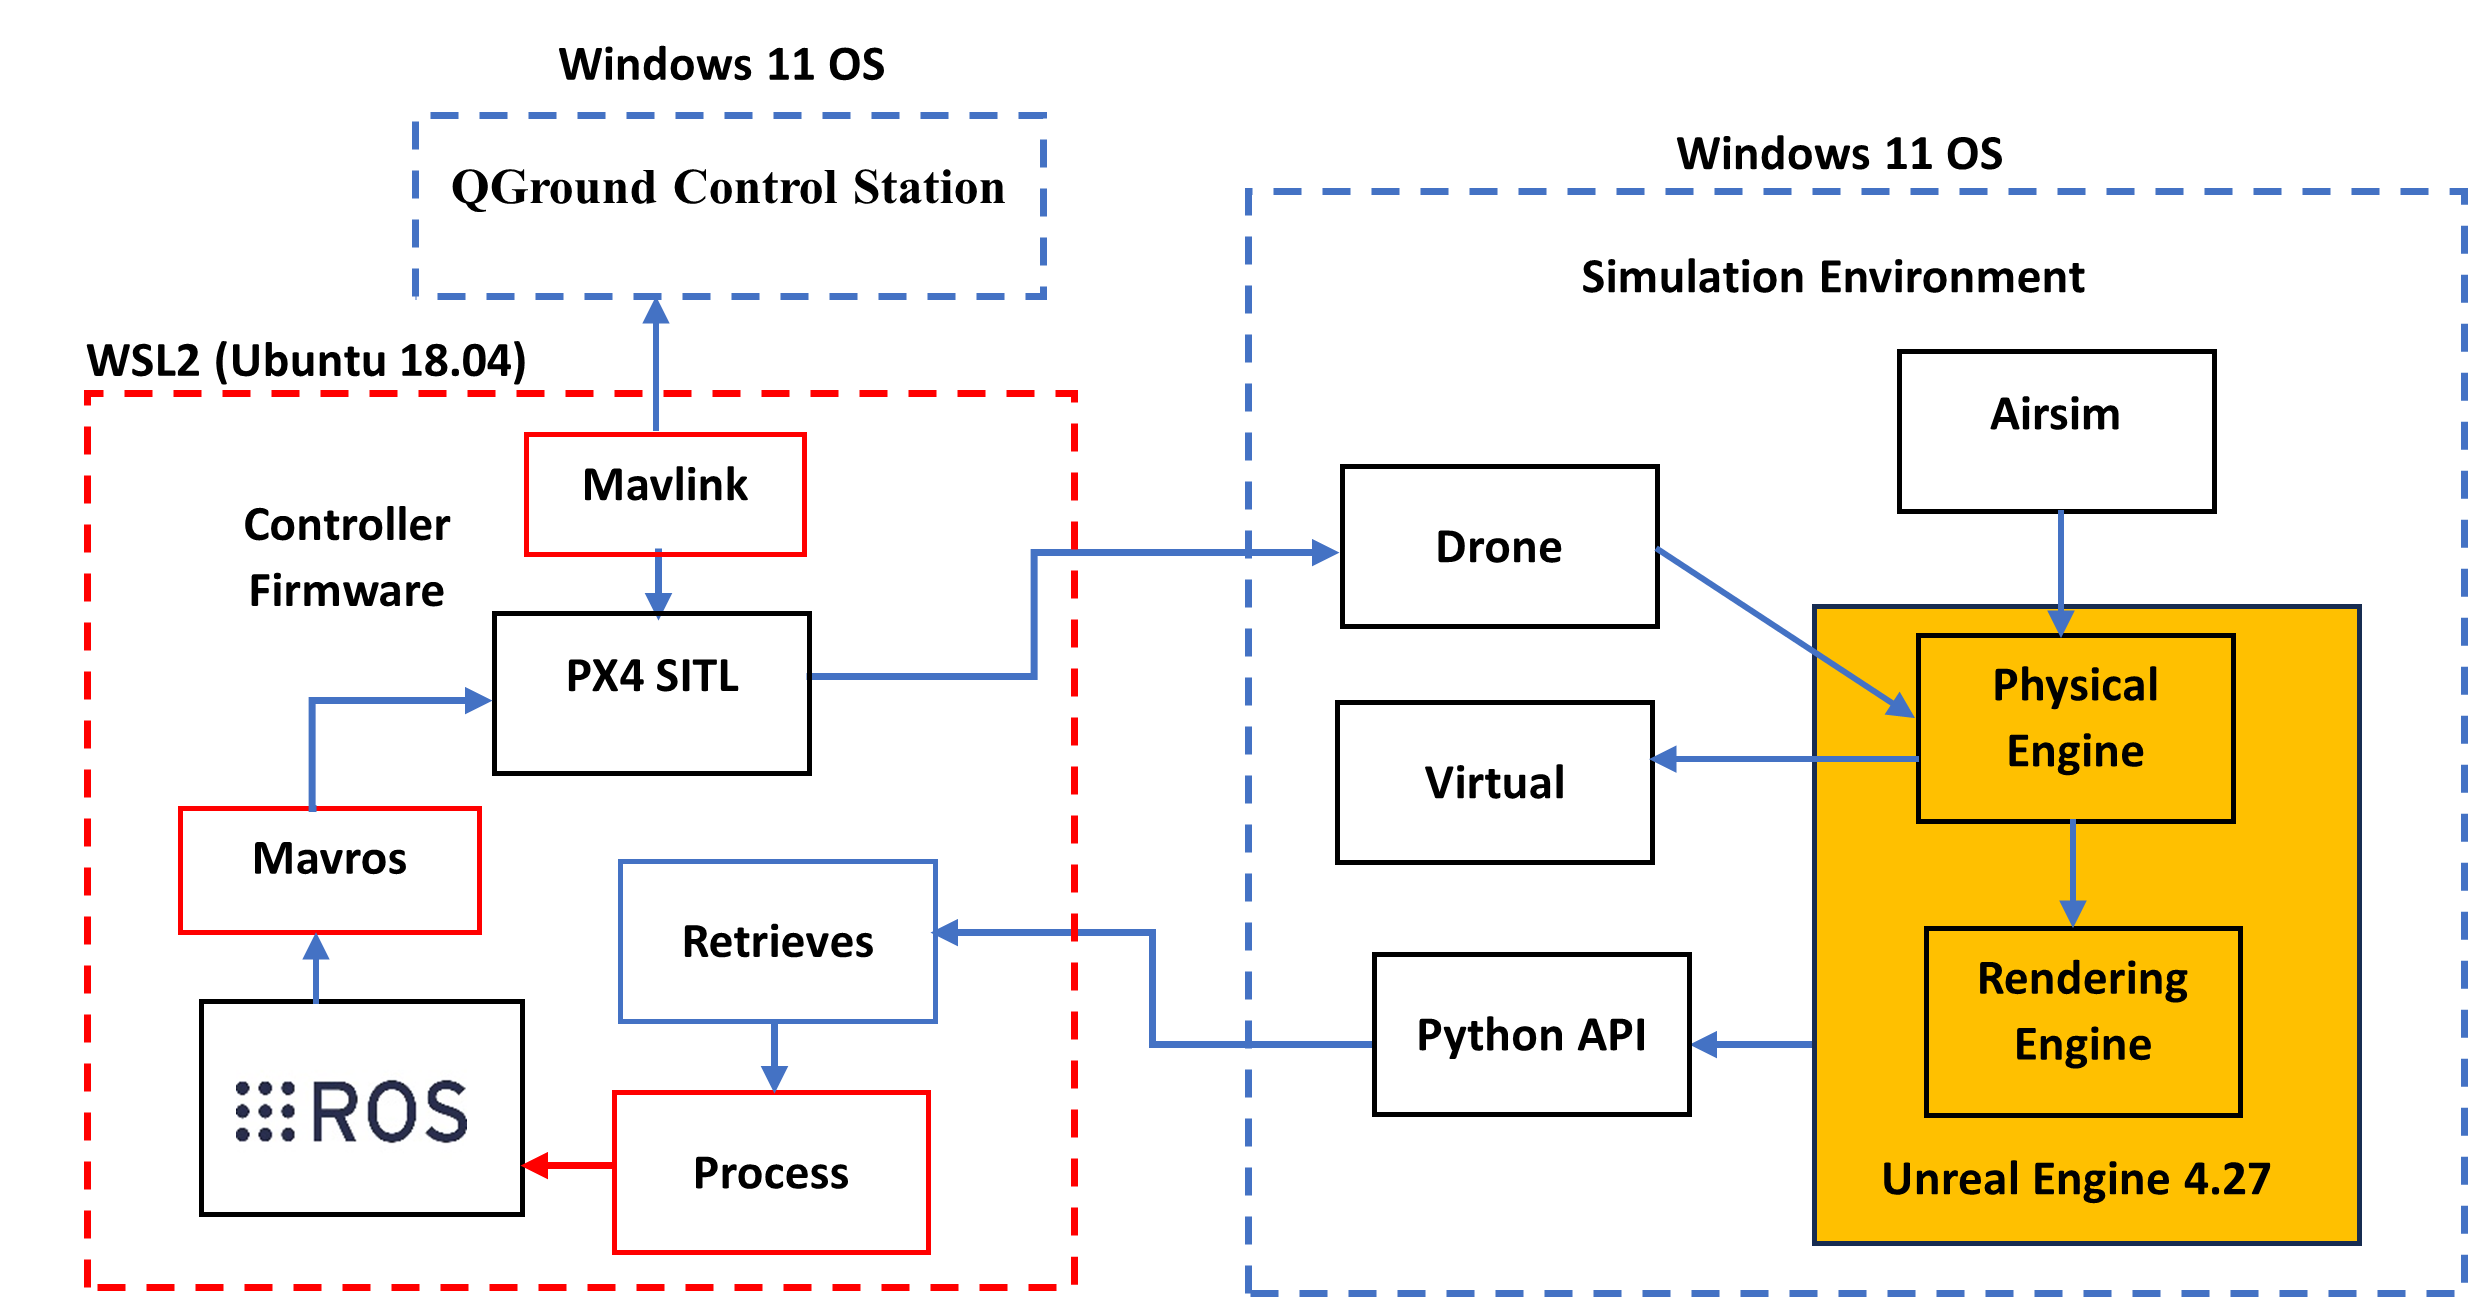 Windows 11 OS
QGround Control Station
WSL2 (Ubuntu 18.04)
Mavlink
Controller
Firmware
PX4 SITL
Mavros
Retrieves
ROS
Process
Windows 11 OS
Simulation Environment
Airsim
Drone
Physical
Engine
Virtual
Rendering
Engine
Python API
Unreal Engine 4.27